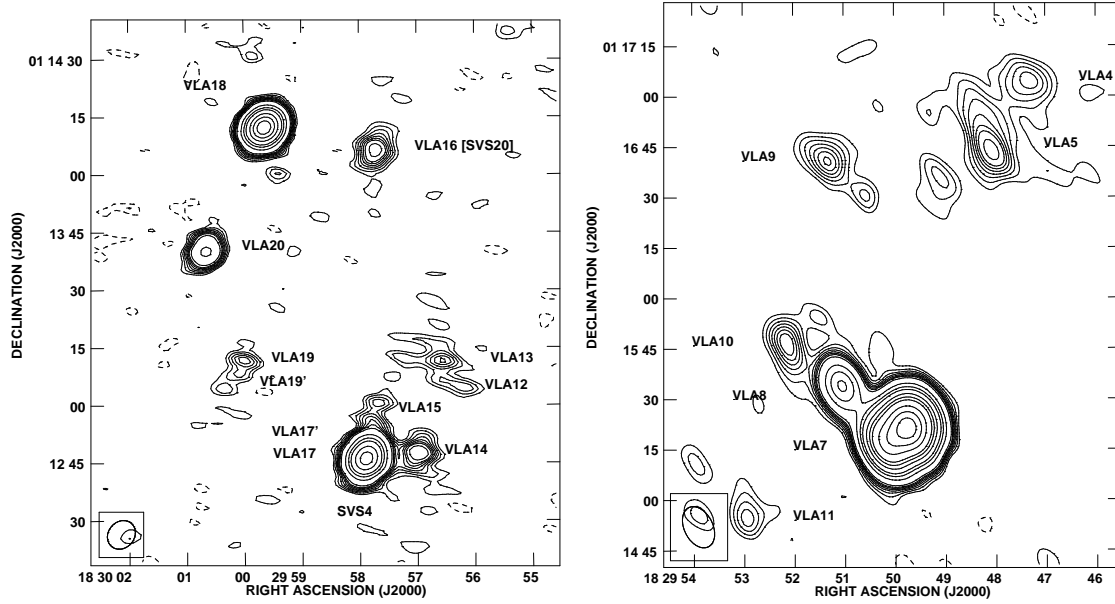 01 14 30
15
00
01 13 45
30
15
00
12 45
30
DECLINATION (J2000)
VLA18
VLA16 [SVS20]
VLA20
VLA19
VLA19'
VLA13
VLA12
VLA15
VLA17'
VLA17
VLA14
SVS4
18 30 02 01 00 29 59 58 57 56 55
RIGHT ASCENSION (J2000)
01 17 15
00
16 45
30
15
00
15 45
30
15
00
14 45
DECLINATION (J2000)
VLA4
VLA5
VLA9
VLA10
VLA8
VLA7
VLA11
18 29 54 53 52 51 50 49 48 47 46
RIGHT ASCENSION (J2000)